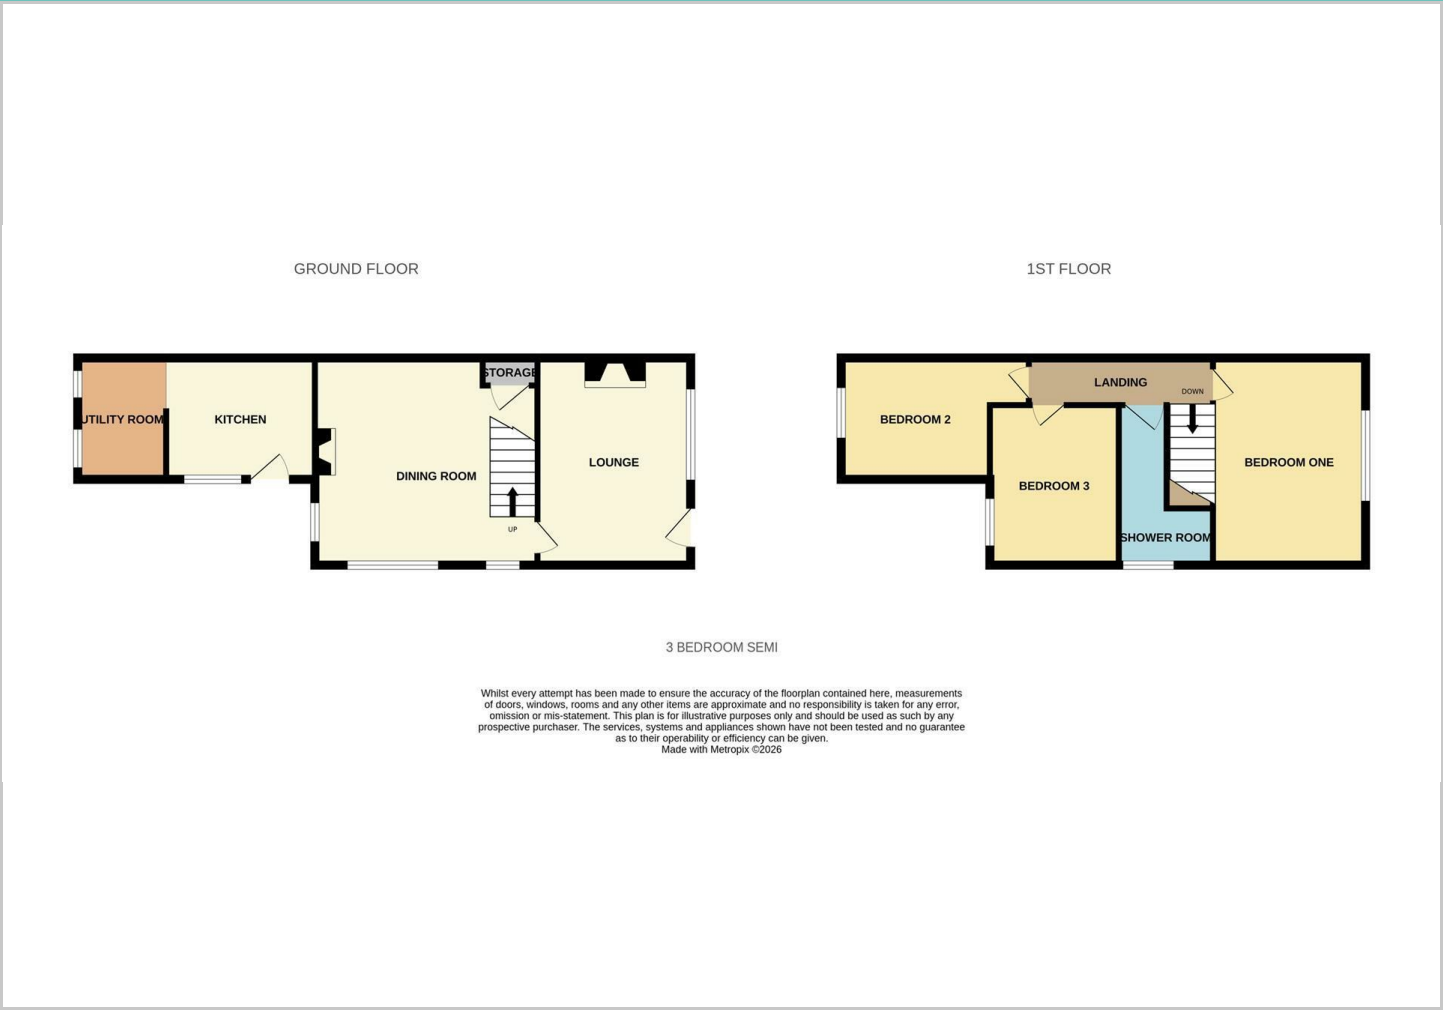 GROUND FLOOR
1ST FLOOR
STORAGE
UTILITY ROOM
KITCHEN
DINING ROOM
LOUNGE
UP
LANDING
DOWN
BEDROOM 2
BEDROOM ONE
BEDROOM 3
SHOWER ROOM
3 BEDROOM SEMI
Whilst every attempt has been made to ensure the accuracy of the floorplan contained here, measurements
of doors, windows, rooms and any other items are approximate and no responsibility is taken for any error,
omission or mis-statement. This plan is for illustrative purposes only and should be used as such by any
prospective purchaser. The services, systems and appliances shown have not been tested and no guarantee
as to their operability or efficiency can be given.
Made with Metropix ©2026